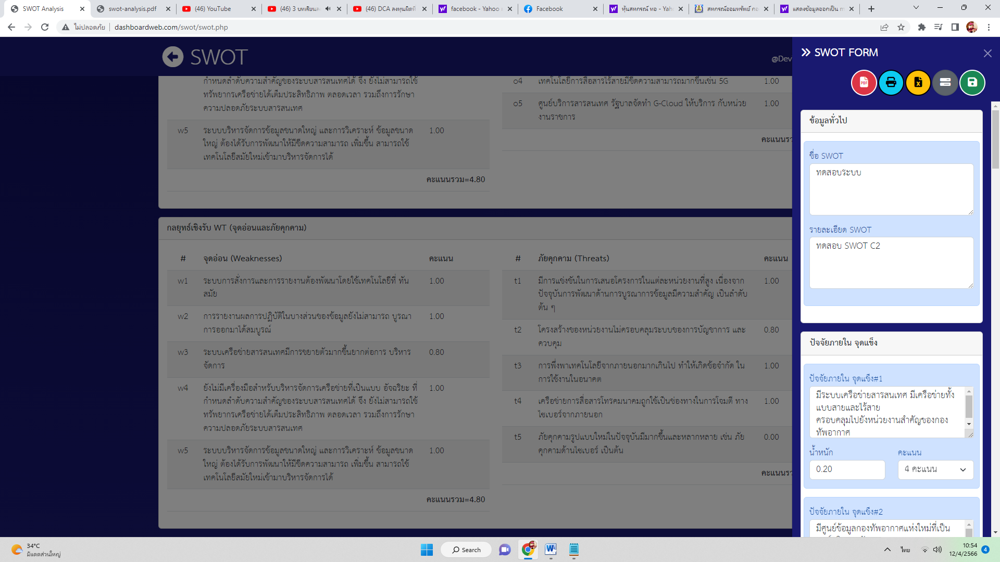 SWOT Analysis
swot-analysis.pdf
(46) YouTube
(46) 3 บทเรียนล
(46) DCA ลงทุนผิดที่
facebook - Yahoo
Facebook
หุ้นสหกรณ์ ทอ - Yah
สหกรณ์ออมทรัพย์ กอ
แสดงข้อมูลออกเป็น m
ไม่ปลอดภัย
dashboardweb.com/swot/swot.php
SWOT
@Dev
กำหนดลำดับความสำคัญของระบบสารสนเทศได้ จึง ยังไม่สามารถใช้
ทรัพยากรเครือข่ายได้เต็มประสิทธิภาพ ตลอดเวลา รวมถึงการรักษา
ความปลอดภัยระบบสารสนเทศ
w5 ระบบบริหารจัดการข้อมูลขนาดใหญ่ และการวิเคราะห์ ข้อมูลขนาด 1.00
ใหญ่ ต้องได้รับการพัฒนาให้มีขีดความสามารถ เพิ่มขึ้น สามารถใช้
เทคโนโลยีสมัยใหม่เข้ามาบริหารจัดการได้
คะแนนรวม=4.80
o4 เทคโนโลยีการสื่อสารไร้สายมีขีดความสามารถมากขึ้นเช่น 5G 1.00
o5 ศูนย์บริการสารสนเทศ รัฐบาลจัดทำ G-Cloud ให้บริการ กับหน่วย 1.00
งานราชการ
คะแนนรว
กลยุทธ์เชิงรับ WT (จุดอ่อนและภัยคุกคาม)
# จุดอ่อน (Weaknesses) คะแนน
w1 ระบบการสั่งการและการรายงานต้องพัฒนาโดยใช้เทคโนโลยีที่ ทัน 1.00
สมัย
w2 การรายงานผลการปฏิบัติในบางส่วนของข้อมูลยังไม่สามารถ บูรณา 1.00
การออกมาได้สมบูรณ์
w3 ระบบเครือข่ายสารสนเทศมีการขยายตัวมากขึ้นยากต่อการ บริหาร 0.80
จัดการ
w4 ยังไม่มีเครื่องมือสำหรับบริหารจัดการเครือข่ายที่เป็นแบบ อัจฉริยะ ที่ 1.00
กำหนดลำดับความสำคัญของระบบสารสนเทศได้ จึง ยังไม่สามารถใช้
ทรัพยากรเครือข่ายได้เต็มประสิทธิภาพ ตลอดเวลา รวมถึงการรักษา
ความปลอดภัยระบบสารสนเทศ
w5 ระบบบริหารจัดการข้อมูลขนาดใหญ่ และการวิเคราะห์ ข้อมูลขนาด 1.00
ใหญ่ ต้องได้รับการพัฒนาให้มีขีดความสามารถ เพิ่มขึ้น สามารถใช้
เทคโนโลยีสมัยใหม่เข้ามาบริหารจัดการได้
คะแนนรวม=4.80
# ภัยคุกคาม (Threats) คะแนน
t1 มีการแข่งขันในการเสนอโครงการในแต่ละหน่วยงานที่สูง เนื่องจาก 1.00
ปัจจุบันการพัฒนาด้านการบูรณาการข้อมูลมีความสำคัญ เป็นลำดับ
ต้น ๆ
t2 โครงสร้างของหน่วยงานไม่ครอบคลุมระบบของการบัญชาการ และ 0.80
ควบคุม
t3 การพึ่งพาเทคโนโลยีจากภายนอกมากเกินไป ทำให้เกิดข้อจำกัด ใน 1.00
การใช้งานในอนาคต
t4 เครือข่ายการสื่อสารโทรคมนาคมถูกใช้เป็นช่องทางในการโจมตี ทาง 1.00
ไซเบอร์จากภายนอก
t5 ภัยคุกคามรูปแบบใหม่ในปัจจุบันมีมากขึ้นและหลากหลาย เช่น ภัย 0.00
คุกคามด้านไซเบอร์ เป็นต้น
คะแนนรว
SWOT FORM
PDF
ข้อมูลทั่วไป
ชื่อ SWOT
ทดสอบระบบ
รายละเอียด SWOT
ทดสอบ SWOT C2
ปัจจัยภายใน จุดแข็ง
ปัจจัยภายใน จุดแข็ง#1
มีระบบเครือข่ายสารสนเทศ มีเครือข่ายทั้ง
แบบสายและไร้สาย
ครอบคลุมไปยังหน่วยงานสำคัญของกอง
ทัพอากาศ
น้ำหนัก คะแนน
0.20 4 คะแนน
ปัจจัยภายใน จุดแข็ง#2
มีศูนย์ข้อมูลกองทัพอากาศแห่งใหม่ที่เป็น
34°C
มีแดดส่วนใหญ่
Search
ไทย
10:54
12/4/2566
4